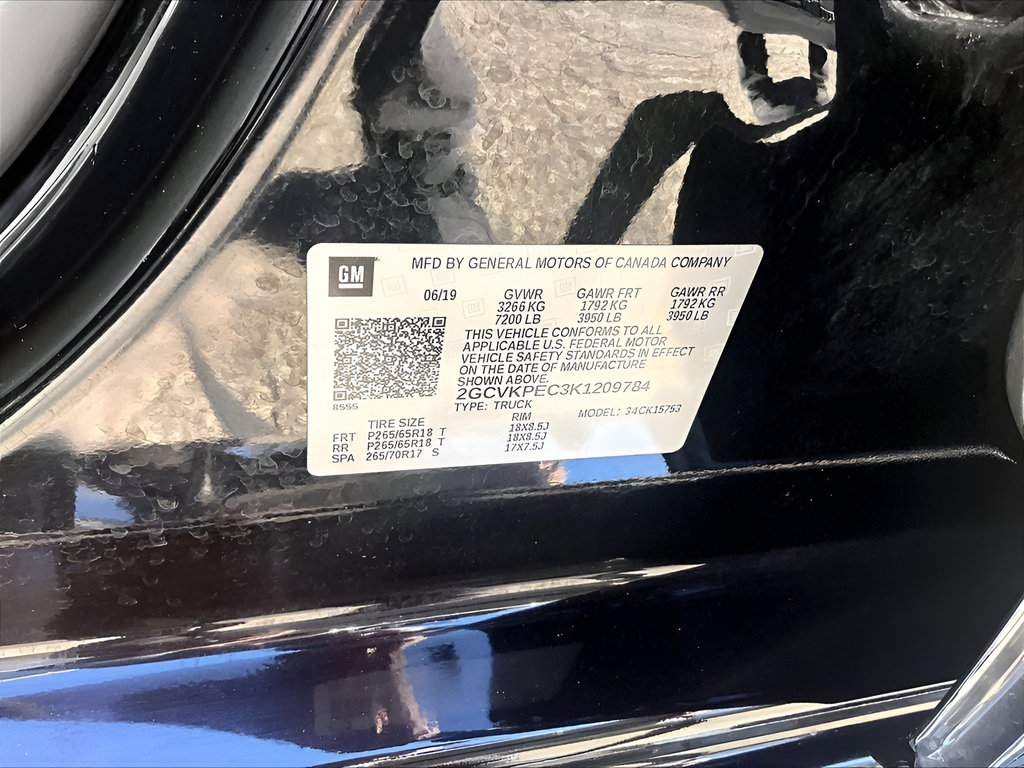 GM MFD BY GENERAL MOTORS OF CANADA COMPANY
06/19 GVWR GAWR FRT GAWR RR
3266 KG 1792 KG 1792 KG
7200 LB 3950 LB 3950 LB
THIS VEHICLE CONFORMS TO ALL
APPLICABLE U.S. FEDERAL MOTOR
VEHICLE SAFETY STANDARDS IN EFFECT
ON THE DATE OF MANUFACTURE
SHOWN ABOVE.
2GCVKPEC3K1209784
8555 TYPE: TRUCK MODEL: 34CK15753
TIRE SIZE RIM
FRT P265/65R18 T 18X8.5J
RR P265/65R18 T 18X8.5J
SPA 265/70R17 S 17X7.5J